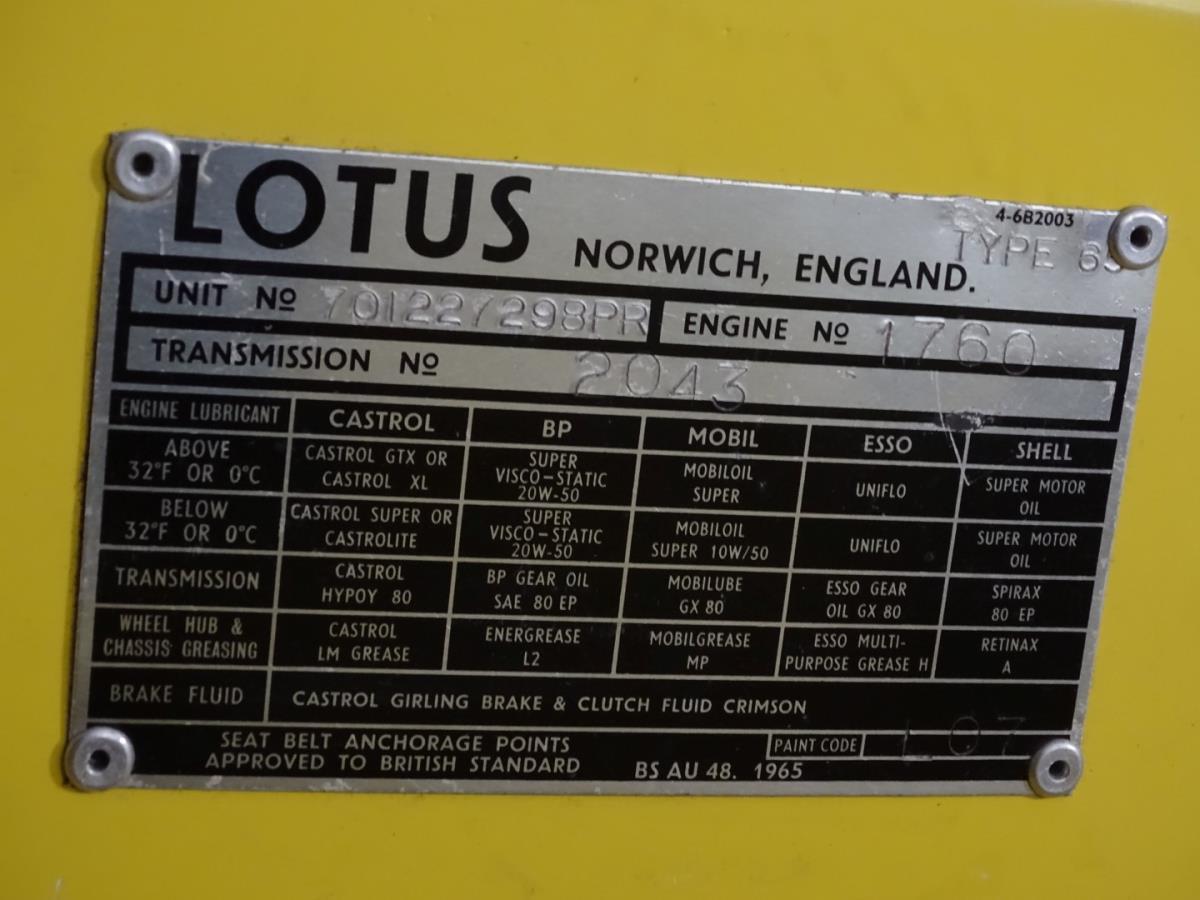 LOTUS NORWICH, ENGLAND.
4-6B2003
TYPE
UNIT Nº 701227298PR ENGINE Nº 1760
TRANSMISSION Nº 2043
ENGINE LUBRICANT CASTROL BP MOBIL ESSO SHELL
ABOVE 32°F OR 0°C
CASTROL GTX OR CASTROL XL
SUPER VISCO-STATIC 20W-50
MOBILOIL SUPER
UNIFLO
SUPER MOTOR OIL
BELOW 32°F OR 0°C
CASTROL SUPER OR CASTROLITE
SUPER VISCO-STATIC 20W-50
MOBILOIL SUPER 10W/50
UNIFLO
SUPER MOTOR OIL
TRANSMISSION
CASTROL HYPOY 80
BP GEAR OIL SAE 80 EP
MOBILUBE GX 80
ESSO GEAR OIL GX 80
SPIRAX 80 EP
WHEEL HUB & CHASSIS GREASING
CASTROL LM GREASE
ENERGREASE L2
MOBILGREASE MP
ESSO MULTI-PURPOSE GREASE H
RETINAX A
BRAKE FLUID CASTROL GIRLING BRAKE & CLUTCH FLUID CRIMSON
SEAT BELT ANCHORAGE POINTS
APPROVED TO BRITISH STANDARD BS AU 48. 1965
PAINT CODE L 07